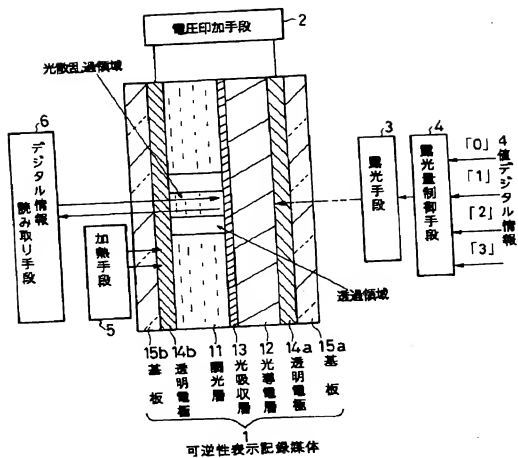 電圧印加手段
2
光散乱透過領域
6
デジタル情報
読み取り手段
加熱手段
5
3
露光手段
4
露光量制御手段
「0」
「1」
「2」
「3」
4値デジタル情報
透過領域
15b 基板
14b 透明電極
11 調光層
13 光吸収層
12 光導電層
14a 透明電極
15a 基板
1
可逆性表示記録媒体